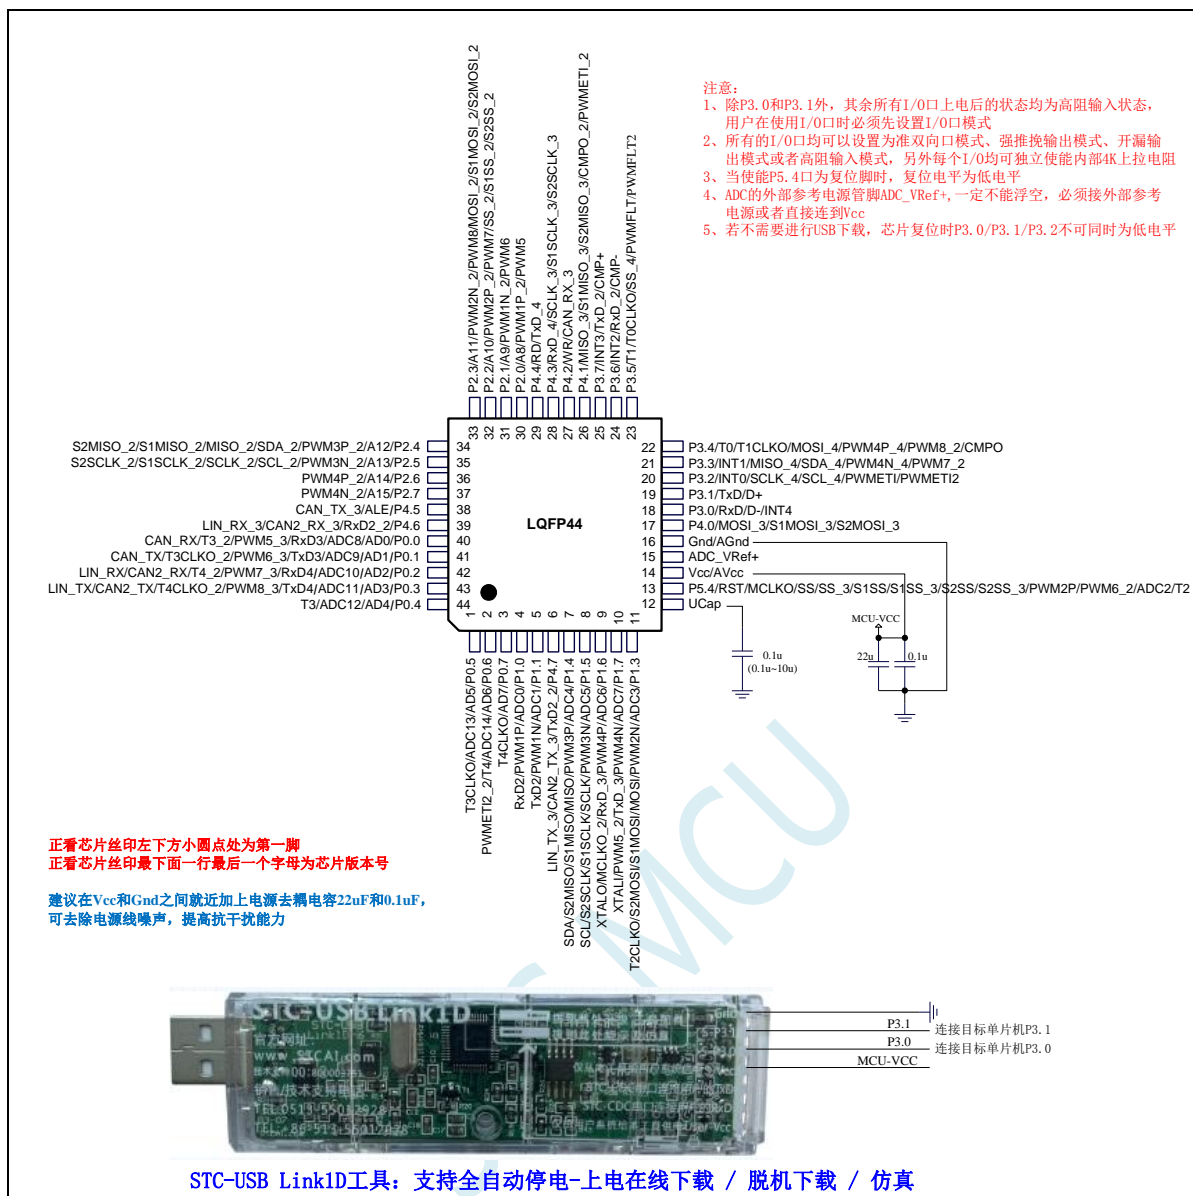 注意：
1、除P3.0和P3.1外，其余所有I/O口上电后的状态均为高阻输入状态，
用户在使用I/O口时必须先设置I/O口模式
2、所有的I/O口均可以设置为准双向口模式、强推挽输出模式、开漏输
出模式或者高阻输入模式，另外每个I/O均可独立使能内部4K上拉电阻
3、当使能P5.4口为复位脚时，复位电平为低电平
4、ADC的外部参考电源管脚ADC_VRef+,一定不能浮空，必须接外部参考
电源或者直接连到Vcc
5、若不需要进行USB下载，芯片复位时P3.0/P3.1/P3.2不可同时为低电平
P2.3/A11/PWM2N_2/PWM8/MOSI_2/S1MOSI_2/S2MOSI_2
P2.2/A10/PWM2P_2/PWM7/SS_2/S1SS_2/S2SS_2
P2.1/A9/PWM1N_2/PWM6
P2.0/A8/PWM1P_2/PWM5
P4.4/RD/TxD_4
P4.3/RxD_4/SCLK_3/S1SCLK_3/S2SCLK_3
P4.2/WR/CAN_RX_3
P4.1/MISO_3/S1MISO_3/S2MISO_3/CMPO_2/PWMETI_2
P3.7/INT3/TxD_2/CMP+
P3.6/INT2/RxD_2/CMP-
P3.5/T1/T0CLKO/SS_4/PWMFLT/PWMFLT2
33 32 31 30 29 28 27 26 25 24 23
S2MISO_2/S1MISO_2/MISO_2/SDA_2/PWM3P_2/A12/P2.4 34
S2SCLK_2/S1SCLK_2/SCLK_2/SCL_2/PWM3N_2/A13/P2.5 35
PWM4P_2/A14/P2.6 36
PWM4N_2/A15/P2.7 37
CAN_TX_3/ALE/P4.5 38
LIN_RX_3/CAN2_RX_3/RxD2_2/P4.6 39
CAN_RX/T3_2/PWM5_3/RxD3/ADC8/AD0/P0.0 40
CAN_TX/T3CLKO_2/PWM6_3/TxD3/ADC9/AD1/P0.1 41
LIN_RX/CAN2_RX/T4_2/PWM7_3/RxD4/ADC10/AD2/P0.2 42
LIN_TX/CAN2_TX/T4CLKO_2/PWM8_3/TxD4/ADC11/AD3/P0.3 43
T3/ADC12/AD4/P0.4 44
LQFP44
22 P3.4/T0/T1CLKO/MOSI_4/PWM4P_4/PWM8_2/CMPO
21 P3.3/INT1/MISO_4/SDA_4/PWM4N_4/PWM7_2
20 P3.2/INT0/SCLK_4/SCL_4/PWMETI/PWMETI2
19 P3.1/TxD/D+
18 P3.0/RxD/D-/INT4
17 P4.0/MOSI_3/S1MOSI_3/S2MOSI_3
16 Gnd/AGnd
15 ADC_VRef+
14 Vcc/AVcc
13 P5.4/RST/MCLKO/SS/SS_3/S1SS/S1SS_3/S2SS/S2SS_3/PWM2P/PWM6_2/ADC2/T2
12 UCap
MCU-VCC
22u
0.1u
0.1u
(0.1u~10u)
1 2 3 4 5 6 7 8 9 10 11
T3CLKO/ADC13/AD5/P0.5
PWMETI2_2/T4/ADC14/AD6/P0.6
T4CLKO/AD7/P0.7
RxD2/PWM1P/ADC0/P1.0
TxD2/PWM1N/ADC1/P1.1
LIN_TX_3/CAN2_TX_3/TxD2_2/P4.7
SDA/S2MISO/S1MISO/MISO/PWM3P/ADC4/P1.4
SCL/S2SCLK/S1SCLK/SCLK/PWM3N/ADC5/P1.5
XTALO/MCLKO_2/RxD_3/PWM4P/ADC6/P1.6
XTALI/PWM5_2/TxD_3/PWM4N/ADC7/P1.7
T2CLKO/S2MOSI/S1MOSI/MOSI/PWM2N/ADC3/P1.3
正看芯片丝印左下方小圆点处为第一脚
正看芯片丝印最下面一行最后一个字母为芯片版本号
建议在Vcc和Gnd之间就近加上电源去耦电容22uF和0.1uF，
可去除电源线噪声，提高抗干扰能力
MCU
STC-USB Link1D
官方网址:
www.STCAI.com
TEL:0513-55012928
P3.1 连接目标单片机P3.1
P3.0 连接目标单片机P3.0
MCU-VCC
STC-USB Link1D工具：支持全自动停电-上电在线下载 / 脱机下载 / 仿真